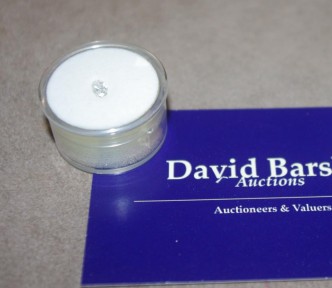 David Bars
Auctions
Auctioneers & Valuers